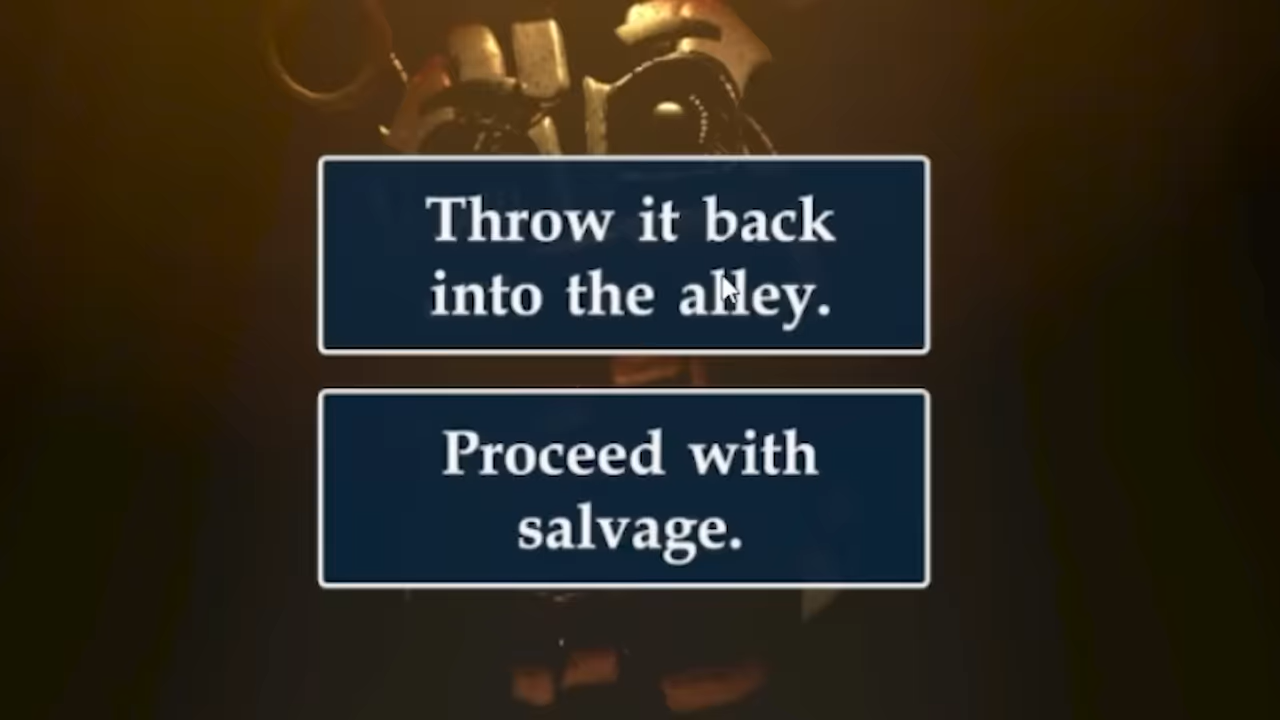 Throw it back
into the alley.
Proceed with
salvage.